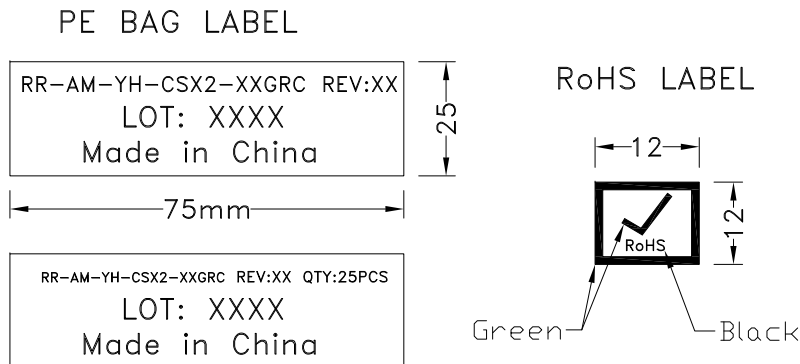 PE BAG LABEL
RR-AM-YH-CSX2-XXGRC REV:XX
LOT: XXXX
Made in China
25
75mm
RR-AM-YH-CSX2-XXGRC REV:XX QTY:25PCS
LOT: XXXX
Made in China
RoHS LABEL
12
12
RoHS
Green
Black